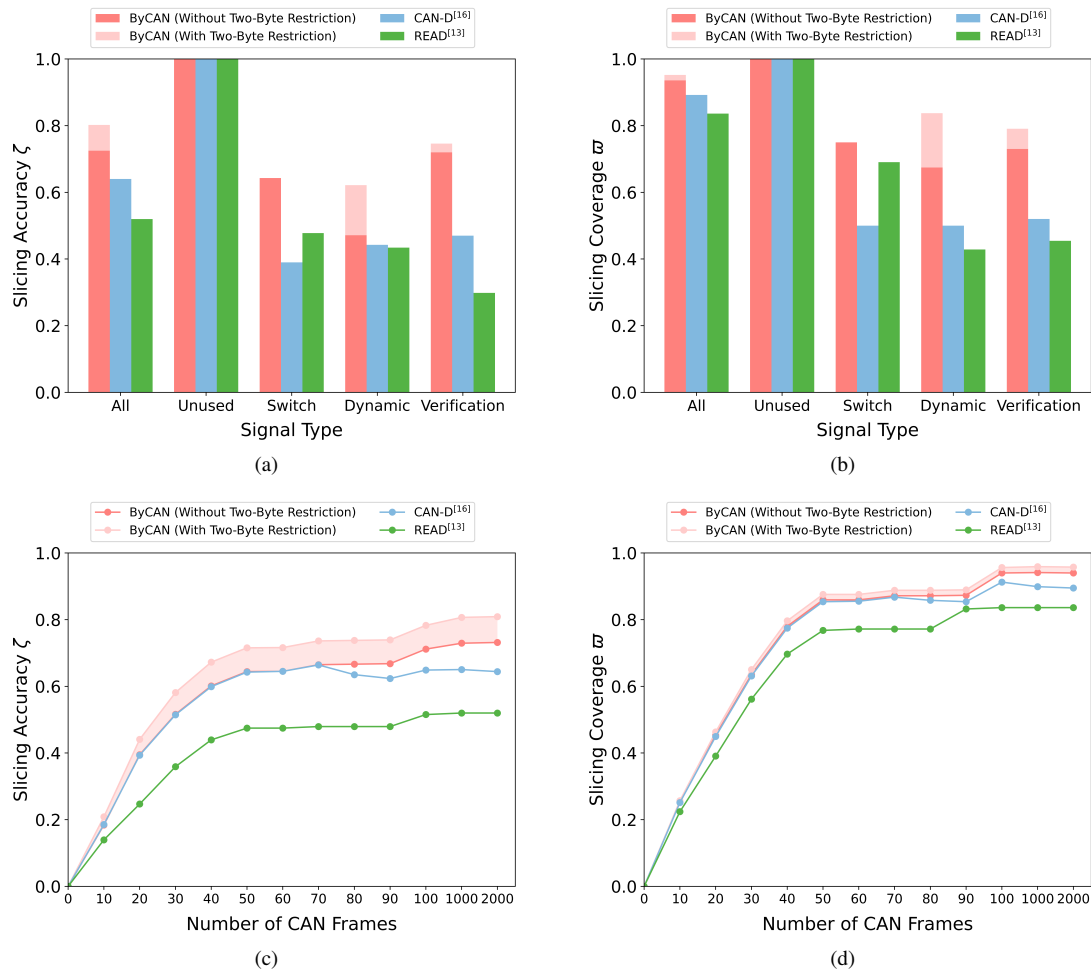 ByCAN (Without Two-Byte Restriction) CAN-D[16]
ByCAN (With Two-Byte Restriction) READ[13]
1.0
0.8
0.6
0.4
0.2
0.0
Slicing Accuracy ζ
All Unused Switch Dynamic Verification
Signal Type
(a)
ByCAN (Without Two-Byte Restriction) CAN-D[16]
ByCAN (With Two-Byte Restriction) READ[13]
1.0
0.8
0.6
0.4
0.2
0.0
Slicing Coverage ϖ
All Unused Switch Dynamic Verification
Signal Type
(b)
ByCAN (Without Two-Byte Restriction) CAN-D[16]
ByCAN (With Two-Byte Restriction) READ[13]
1.0
0.8
0.6
0.4
0.2
0.0
Slicing Accuracy ζ
0 10 20 30 40 50 60 70 80 90 100 1000 2000
Number of CAN Frames
(c)
ByCAN (Without Two-Byte Restriction) CAN-D[16]
ByCAN (With Two-Byte Restriction) READ[13]
1.0
0.8
0.6
0.4
0.2
0.0
Slicing Coverage ϖ
0 10 20 30 40 50 60 70 80 90 100 1000 2000
Number of CAN Frames
(d)